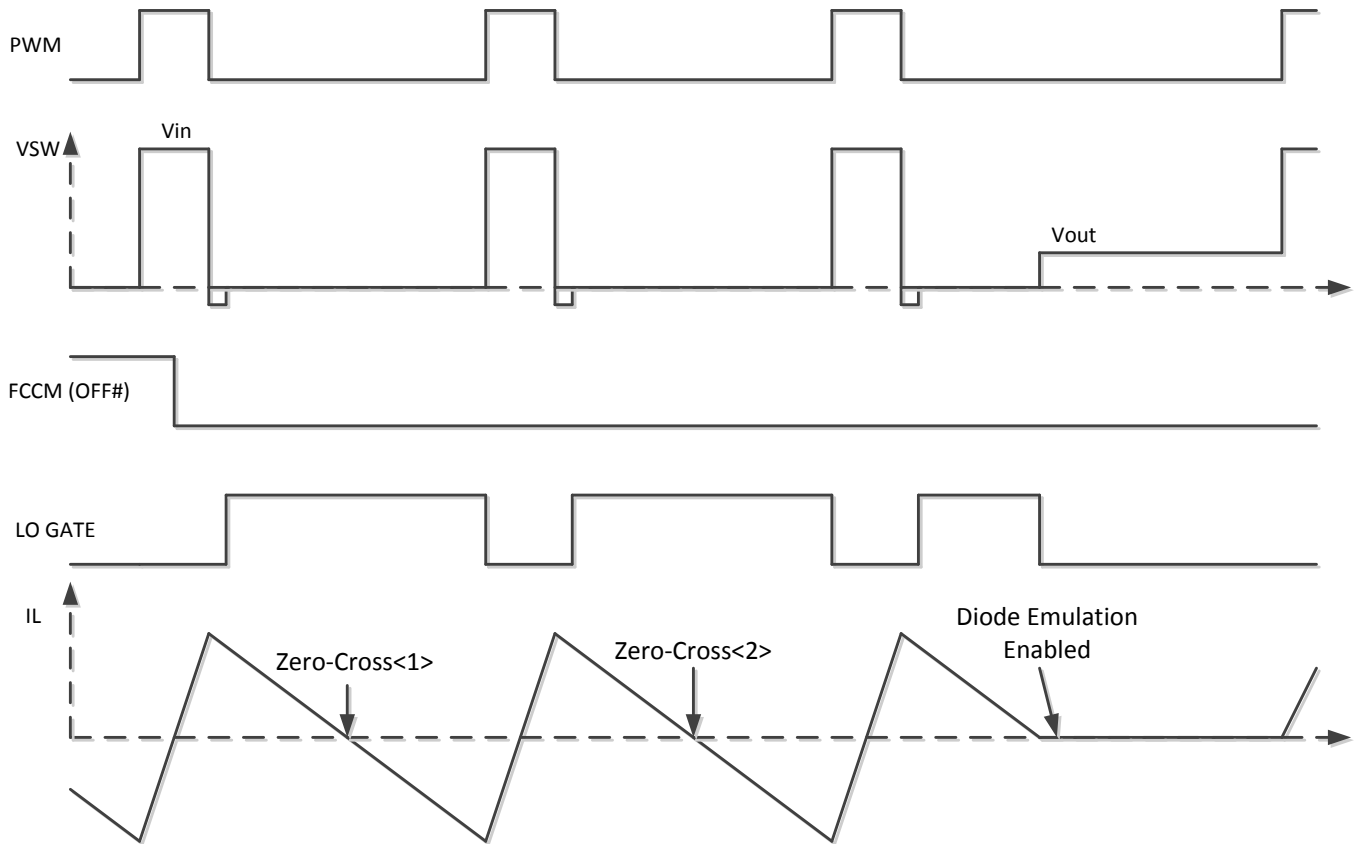 PWM
Vin
VSW
Vout
FCCM (OFF#)
LO GATE
IL
Zero-Cross<1>
Zero-Cross<2>
Diode Emulation
Enabled